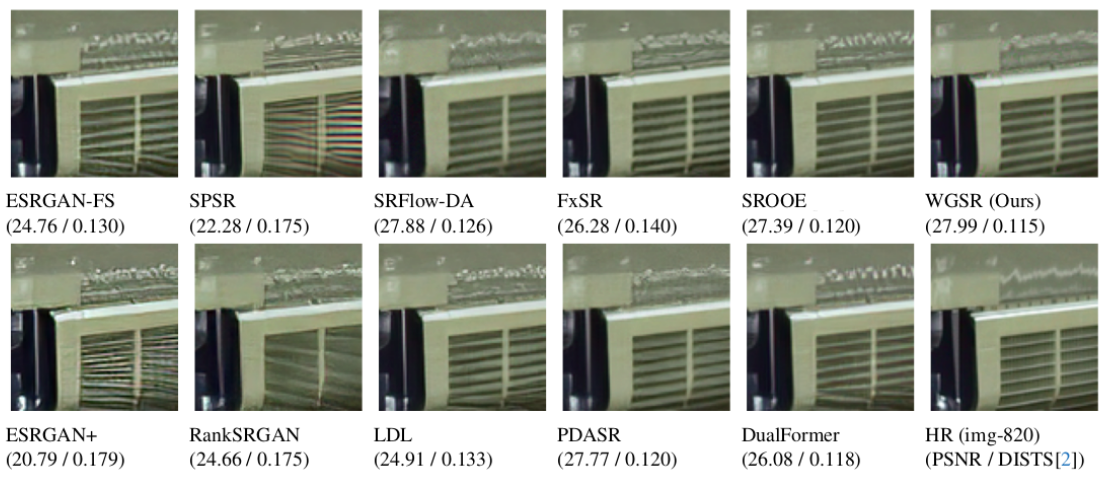 ESRGAN-FS SPSR SRFlow-DA FxSR SROOE WGSR (Ours)
(24.76 / 0.130) (22.28 / 0.175) (27.88 / 0.126) (26.28 / 0.140) (27.39 / 0.120) (27.99 / 0.115)
ESRGAN+ RankSRGAN LDL PDASR DualFormer HR (img-820)
(20.79 / 0.179) (24.66 / 0.175) (24.91 / 0.133) (27.77 / 0.120) (26.08 / 0.118) (PSNR / DISTS[2])